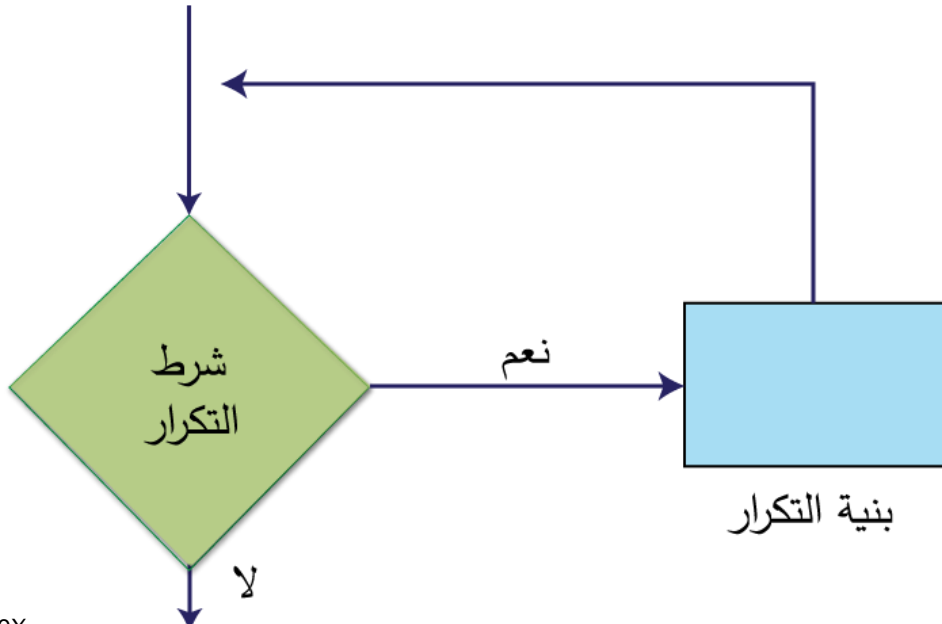 شرط
التكرار
نعم
بنية التكرار
لا